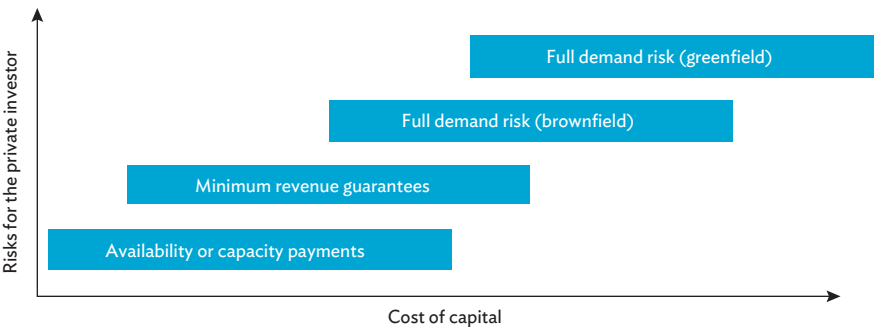 Risks for the private investor
Full demand risk (greenfield)
Full demand risk (brownfield)
Minimum revenue guarantees
Availability or capacity payments
Cost of capital